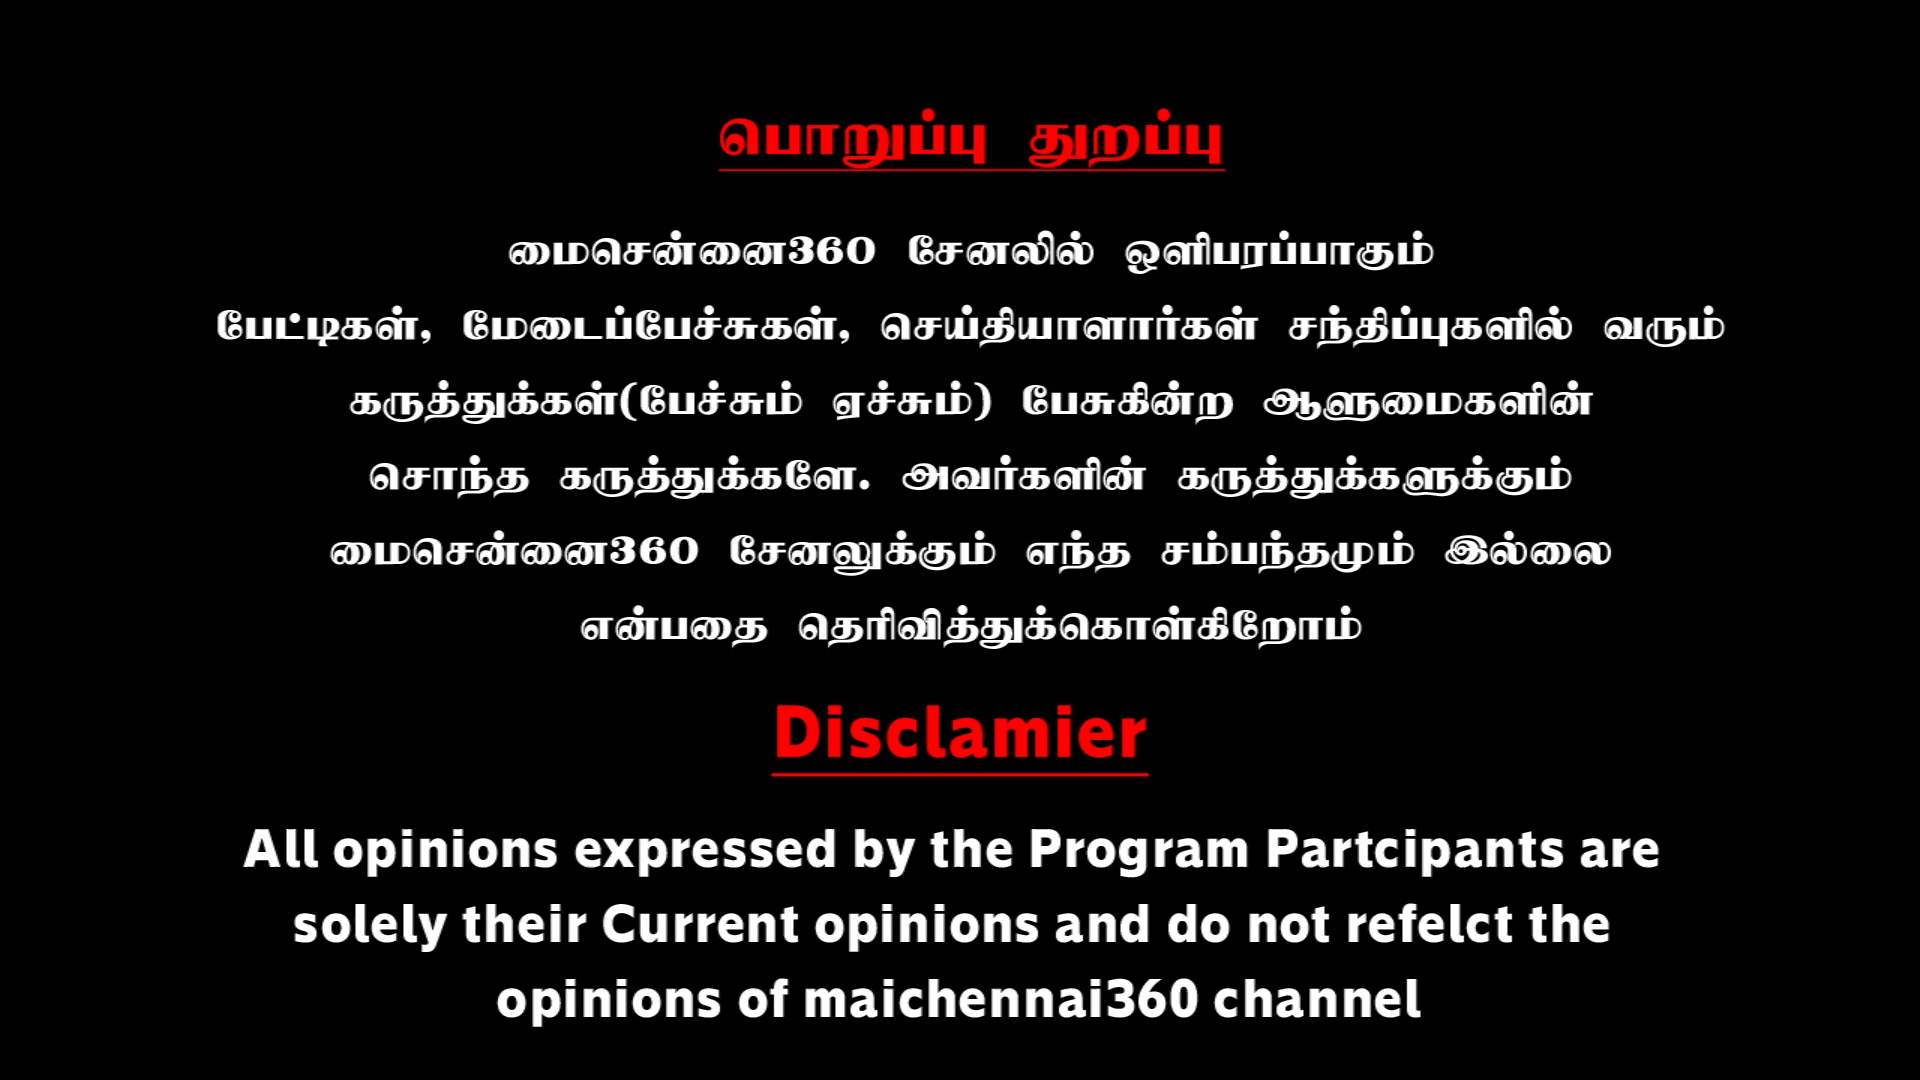 பொறுப்பு துறப்பு
மைசென்னை360 சேனலில் ஒளிபரப்பாகும்
பேட்டிகள், மேடைப்பேச்சுகள், செய்தியாளார்கள் சந்திப்புகளில் வரும்
கருத்துக்கள்(பேச்சும் ஏச்சும்) பேசுகின்ற ஆளுமைகளின்
சொந்த கருத்துக்களே. அவர்களின் கருத்துக்களுக்கும்
மைசென்னை360 சேனலுக்கும் எந்த சம்பந்தமும் இல்லை
என்பதை தெரிவித்துக்கொள்கிறோம்
Disclamier
All opinions expressed by the Program Partcipants are
solely their Current opinions and do not refelct the
opinions of maichennai360 channel